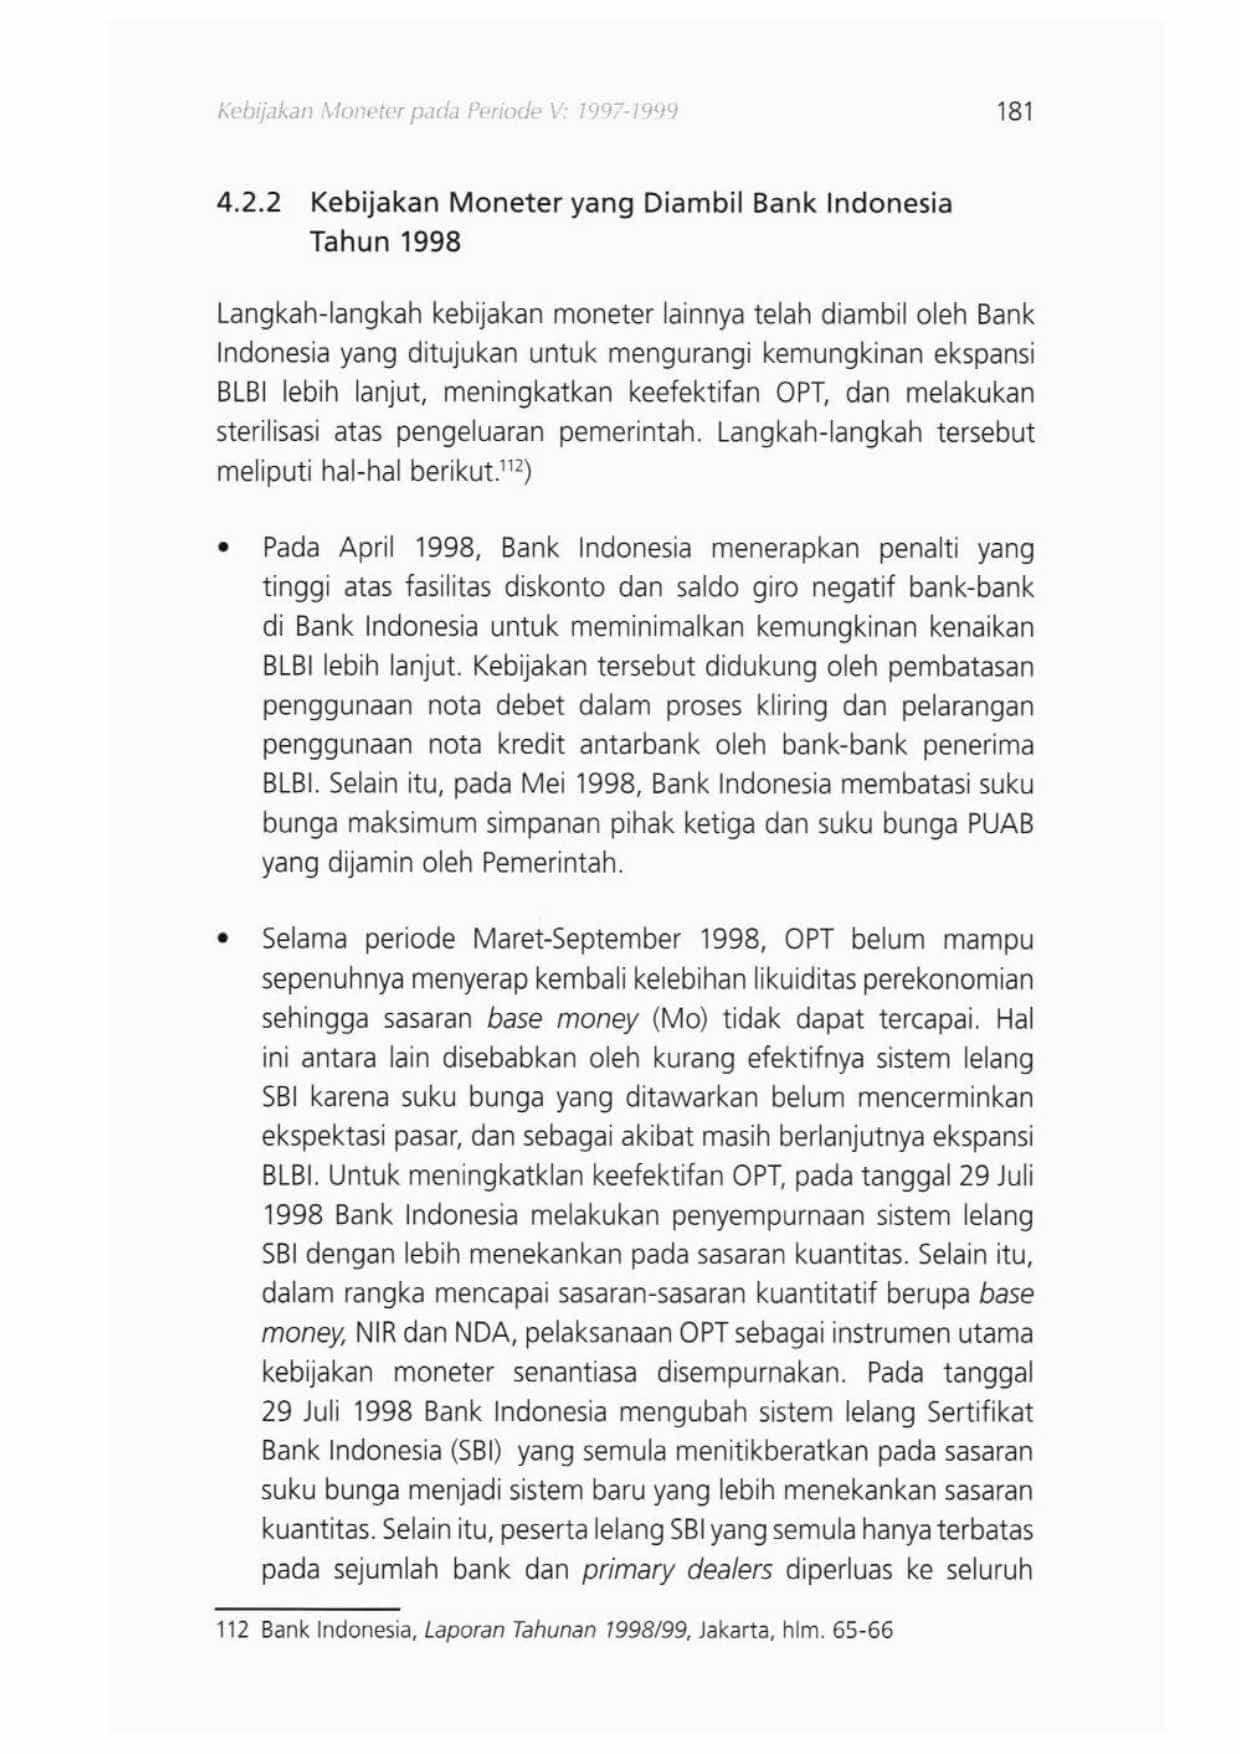 Kebijakan Moneter pada Periode V: 1997-1999 181
4.2.2 Kebijakan Moneter yang Diambil Bank Indonesia
Tahun 1998
Langkah-langkah kebijakan moneter lainnya telah diambil oleh Bank
Indonesia yang ditujukan untuk mengurangi kemungkinan ekspansi
BLBI lebih lanjut, meningkatkan keefektifan OPT, dan melakukan
sterilisasi atas pengeluaran pemerintah. Langkah-langkah tersebut
meliputi hal-hal berikut.¹¹²)
• Pada April 1998, Bank Indonesia menerapkan penalti yang
tinggi atas fasilitas diskonto dan saldo giro negatif bank-bank
di Bank Indonesia untuk meminimalkan kemungkinan kenaikan
BLBI lebih lanjut. Kebijakan tersebut didukung oleh pembatasan
penggunaan nota debet dalam proses kliring dan pelarangan
penggunaan nota kredit antarbank oleh bank-bank penerima
BLBI. Selain itu, pada Mei 1998, Bank Indonesia membatasi suku
bunga maksimum simpanan pihak ketiga dan suku bunga PUAB
yang dijamin oleh Pemerintah.
• Selama periode Maret-September 1998, OPT belum mampu
sepenuhnya menyerap kembali kelebihan likuiditas perekonomian
sehingga sasaran base money (Mo) tidak dapat tercapai. Hal
ini antara lain disebabkan oleh kurang efektifnya sistem lelang
SBI karena suku bunga yang ditawarkan belum mencerminkan
ekspektasi pasar, dan sebagai akibat masih berlanjutnya ekspansi
BLBI. Untuk meningkatklan keefektifan OPT, pada tanggal 29 Juli
1998 Bank Indonesia melakukan penyempurnaan sistem lelang
SBI dengan lebih menekankan pada sasaran kuantitas. Selain itu,
dalam rangka mencapai sasaran-sasaran kuantitatif berupa base
money, NIR dan NDA, pelaksanaan OPT sebagai instrumen utama
kebijakan moneter senantiasa disempurnakan. Pada tanggal
29 Juli 1998 Bank Indonesia mengubah sistem lelang Sertifikat
Bank Indonesia (SBI) yang semula menitikberatkan pada sasaran
suku bunga menjadi sistem baru yang lebih menekankan sasaran
kuantitas. Selain itu, peserta lelang SBI yang semula hanya terbatas
pada sejumlah bank dan primary dealers diperluas ke seluruh
112 Bank Indonesia, Laporan Tahunan 1998/99, Jakarta, hlm. 65-66